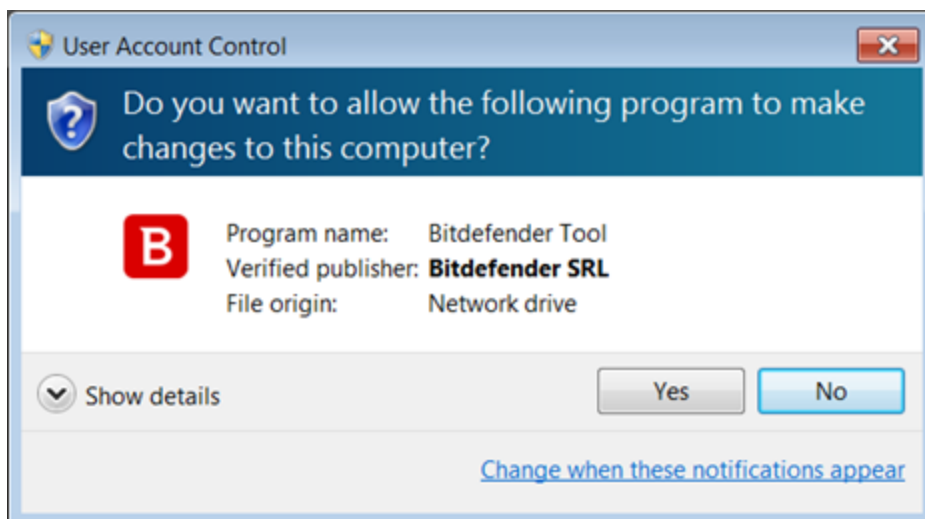 User Account Control
Do you want to allow the following program to make
changes to this computer?
B
Program name: Bitdefender Tool
Verified publisher: Bitdefender SRL
File origin: Network drive
Show details
Yes
No
Change when these notifications appear